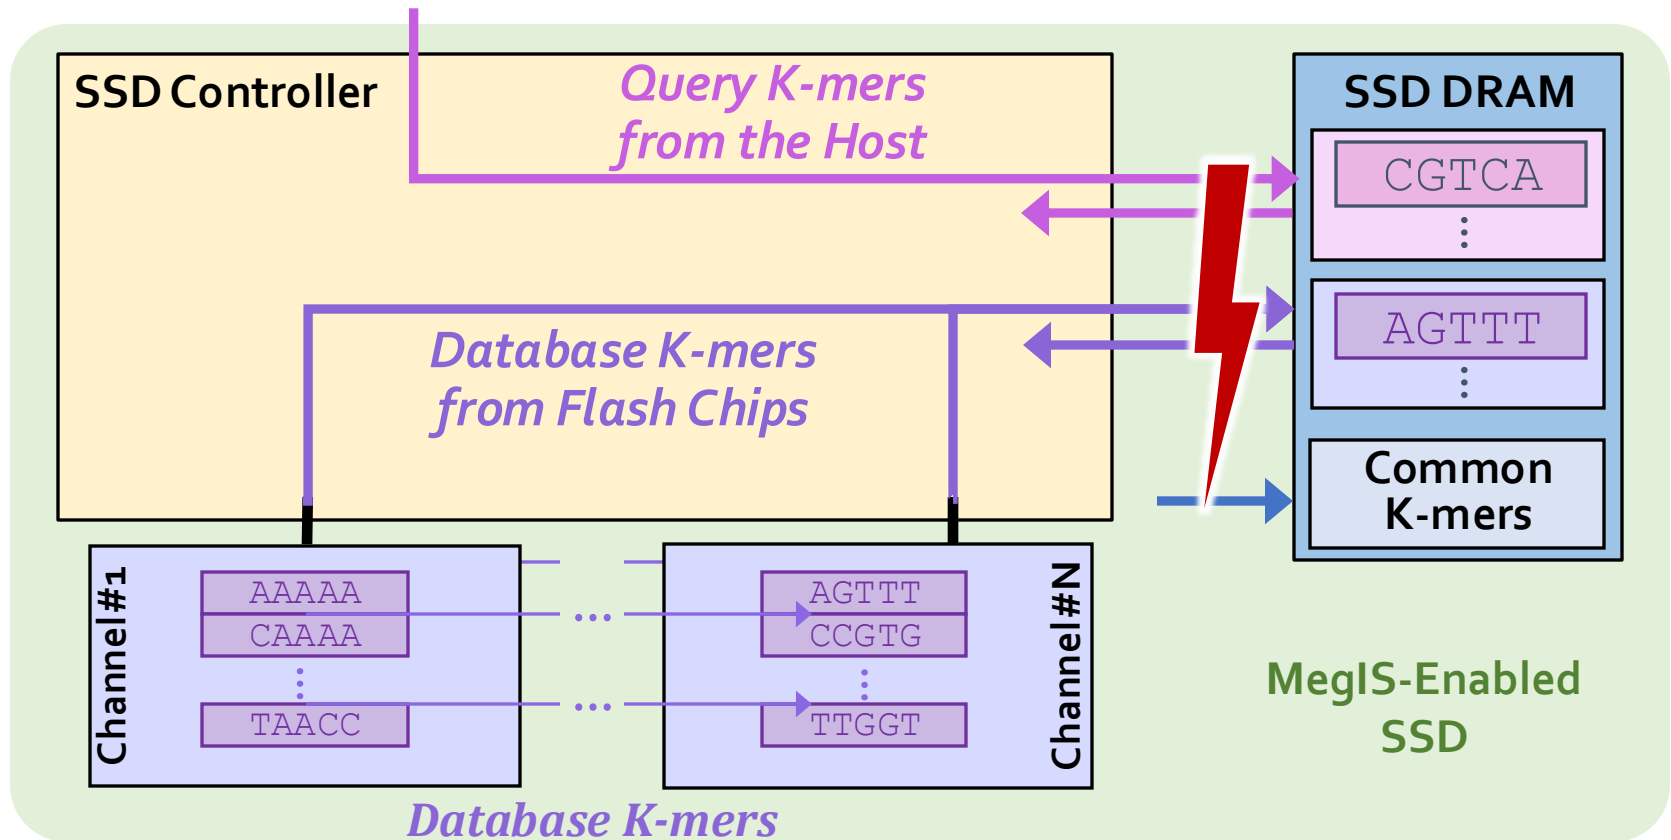 SSD Controller
Query K-mers
from the Host
SSD DRAM
CGTCA
⋮
AGTTT
⋮
Database K-mers
from Flash Chips
Common
K-mers
Channel#1
AAAAA
CAAAA
⋮
TAACC
...
...
AGTTT
CCGTG
⋮
TTGGT
Channel#N
MegIS-Enabled
SSD
Database K-mers